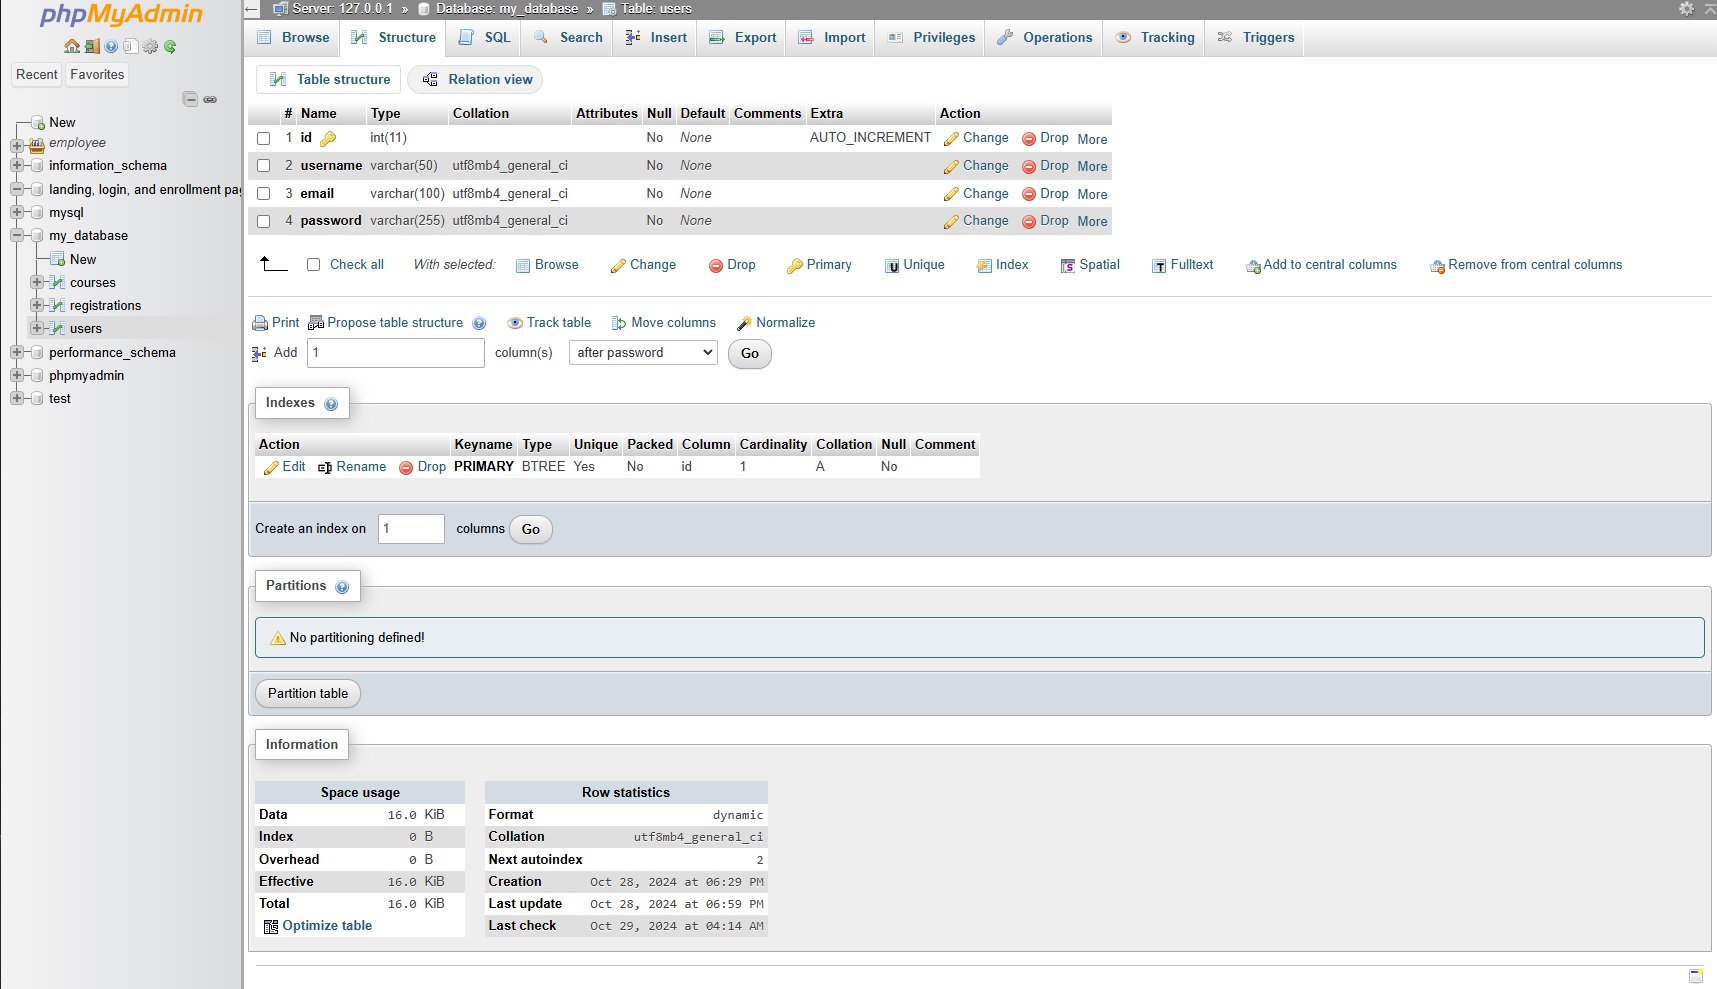 phpMyAdmin
Recent Favorites
New
employee
information_schema
landing, login, and enrollment pa
mysql
my_database
New
courses
registrations
users
performance_schema
phpmyadmin
test
Server: 127.0.0.1 » Database: my_database » Table: users
Browse Structure SQL Search Insert Export Import Privileges Operations Tracking Triggers
Table structure Relation view
# Name Type Collation Attributes Null Default Comments Extra Action
1 id int(11) No None AUTO_INCREMENT Change Drop More
2 username varchar(50) utf8mb4_general_ci No None Change Drop More
3 email varchar(100) utf8mb4_general_ci No None Change Drop More
4 password varchar(255) utf8mb4_general_ci No None Change Drop More
Check all With selected: Browse Change Drop Primary Unique Index Spatial Fulltext Add to central columns Remove from central columns
Print Propose table structure Track table Move columns Normalize
Add 1 column(s) after password Go
Indexes
Action Keyname Type Unique Packed Column Cardinality Collation Null Comment
Edit Rename Drop PRIMARY BTREE Yes No id 1 A No
Create an index on 1 columns Go
Partitions
No partitioning defined!
Partition table
Information
Space usage
Data 16.0 KiB
Index 0 B
Overhead 0 B
Effective 16.0 KiB
Total 16.0 KiB
Optimize table
Row statistics
Format dynamic
Collation utf8mb4_general_ci
Next autoindex 2
Creation Oct 28, 2024 at 06:29 PM
Last update Oct 28, 2024 at 06:59 PM
Last check Oct 29, 2024 at 04:14 AM